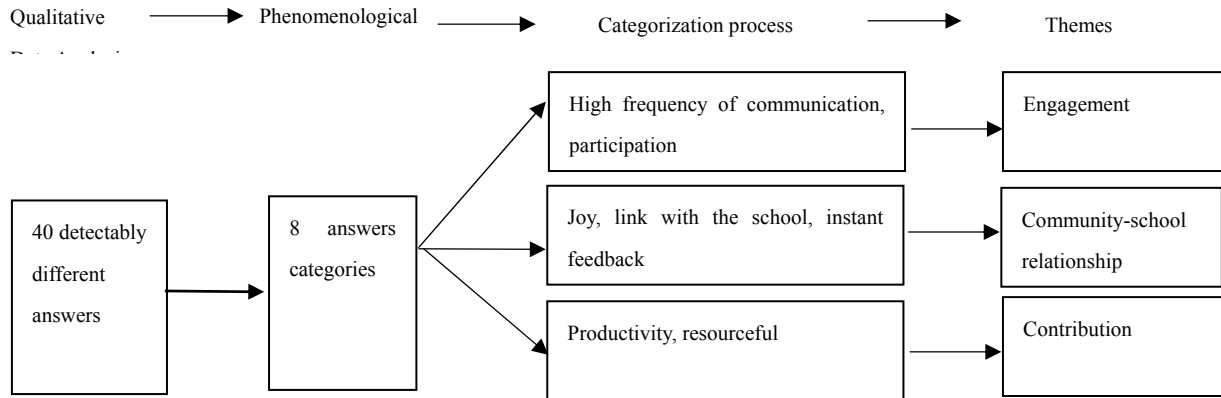 Qualitative
Phenomenological
Categorization process
Themes
High frequency of communication,
participation
Engagement
40 detectably
different
answers
8 answers
categories
Joy, link with the school, instant
feedback
Community-school
relationship
Productivity, resourceful
Contribution